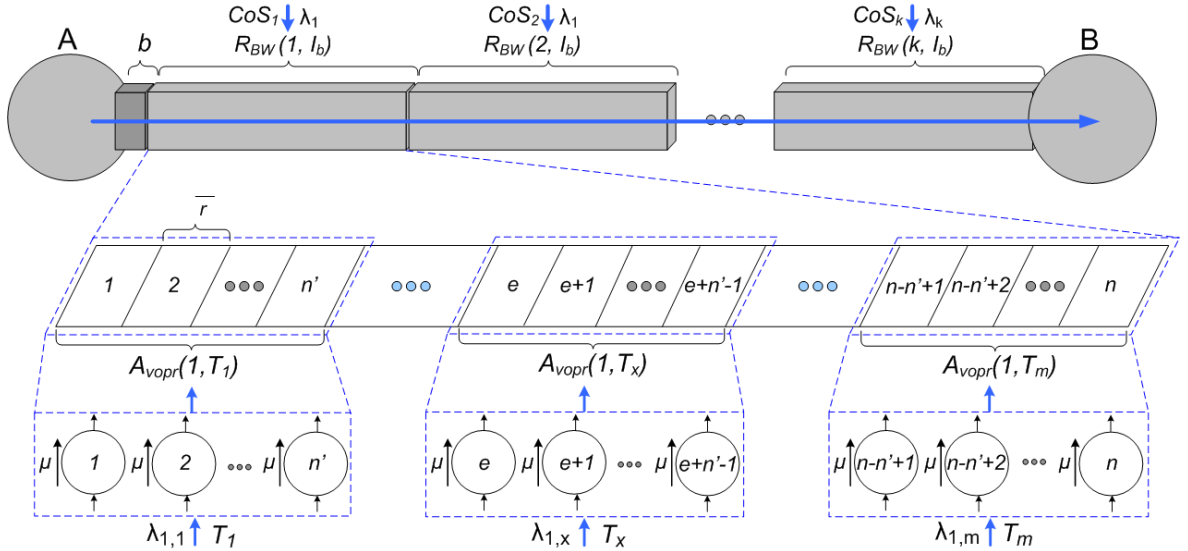 CoS1 λ1 CoS2 λ1 CoSk λk
A b RBW(1, Ib) RBW(2, Ib) RBW(k, Ib) B
r
1 2 n' e e+1 e+n'-1 n-n'+1 n-n'+2 n
Avopr(1,T1) Avopr(1,Tx) Avopr(1,Tm)
μ 1 μ 2 μ n' μ e μ e+1 μ e+n'-1 μ n-n'+1 μ n-n'+2 μ n
λ1,1 T1 λ1,x Tx λ1,m Tm